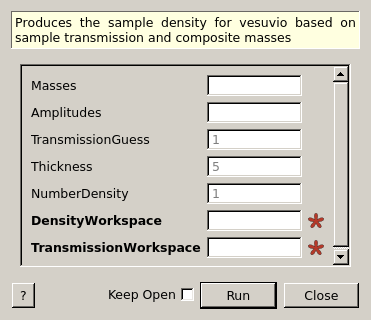 Produces the sample density for vesuvio based on
sample transmission and composite masses
Masses
Amplitudes
TransmissionGuess 1
Thickness 5
NumberDensity 1
DensityWorkspace *
TransmissionWorkspace *
? Keep Open Run Close